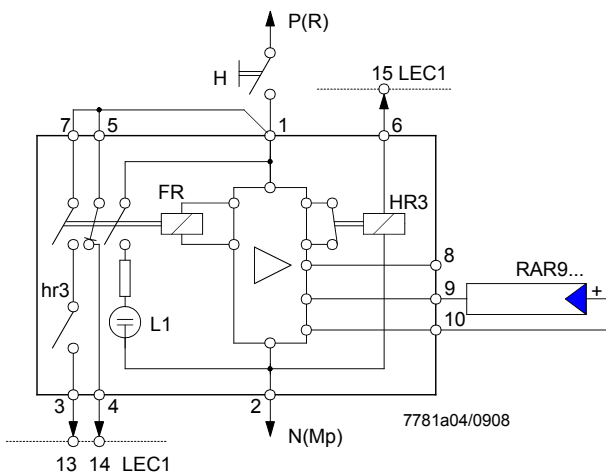 P(R)
H
15 LEC1
7
5
1
6
FR
HR3
8
RAR9...
9
+
hr3
10
L1
3
4
2
7781a04/0908
N(Mp)
13
14
LEC1